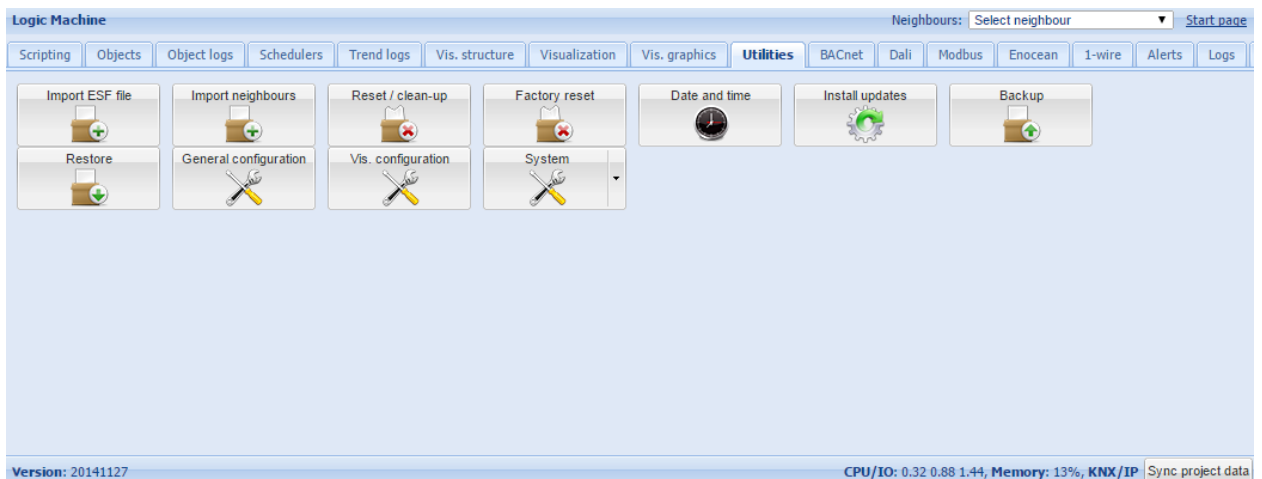 Logic Machine Neighbours: Select neighbour Start page
Scripting Objects Object logs Schedulers Trend logs Vis. structure Visualization Vis. graphics Utilities BACnet Dali Modbus Enocean 1-wire Alerts Logs
Import ESF file Import neighbours Reset / clean-up Factory reset Date and time Install updates Backup
Restore General configuration Vis. configuration System
Version: 20141127 CPU/IO: 0.32 0.88 1.44, Memory: 13%, KNX/IP Sync project data